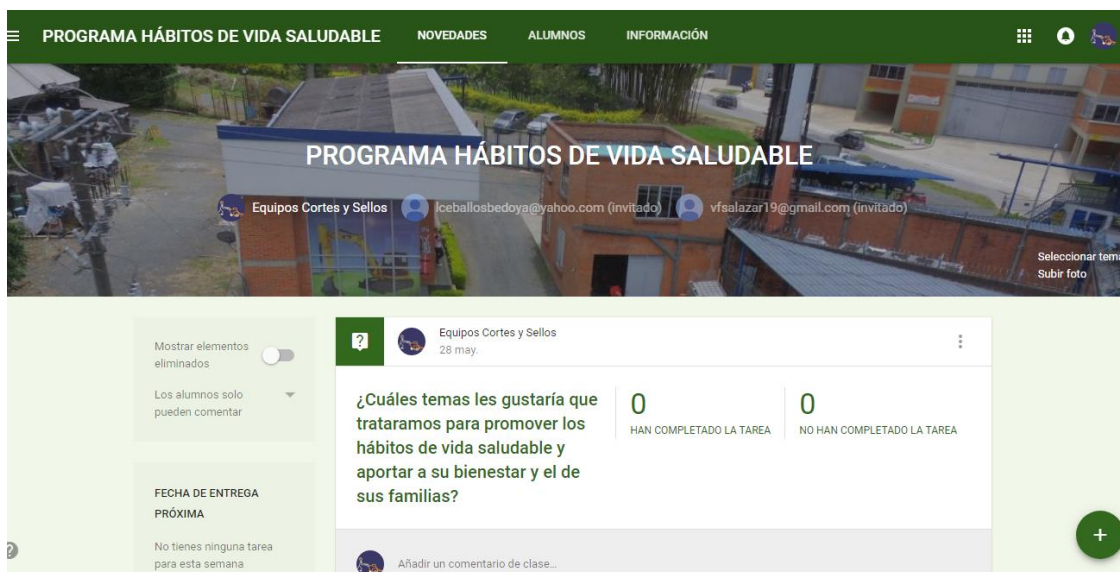 PROGRAMA HÁBITOS DE VIDA SALUDABLE
NOVEDADES
ALUMNOS
INFORMACIÓN
PROGRAMA HÁBITOS DE VIDA SALUDABLE
Equipos Cortes y Sellos
lceballosbedoya@yahoo.com (invitado)
vfsalazar19@gmail.com (invitado)
Seleccionar tema
Subir foto
Mostrar elementos
eliminados
Los alumnos solo
pueden comentar
FECHA DE ENTREGA
PRÓXIMA
No tienes ninguna tarea
para esta semana
?
Equipos Cortes y Sellos
28 may.
¿Cuáles temas les gustaría que
trataramos para promover los
hábitos de vida saludable y
aportar a su bienestar y el de
sus familias?
0
HAN COMPLETADO LA TAREA
0
NO HAN COMPLETADO LA TAREA
Añadir un comentario de clase...
+
?